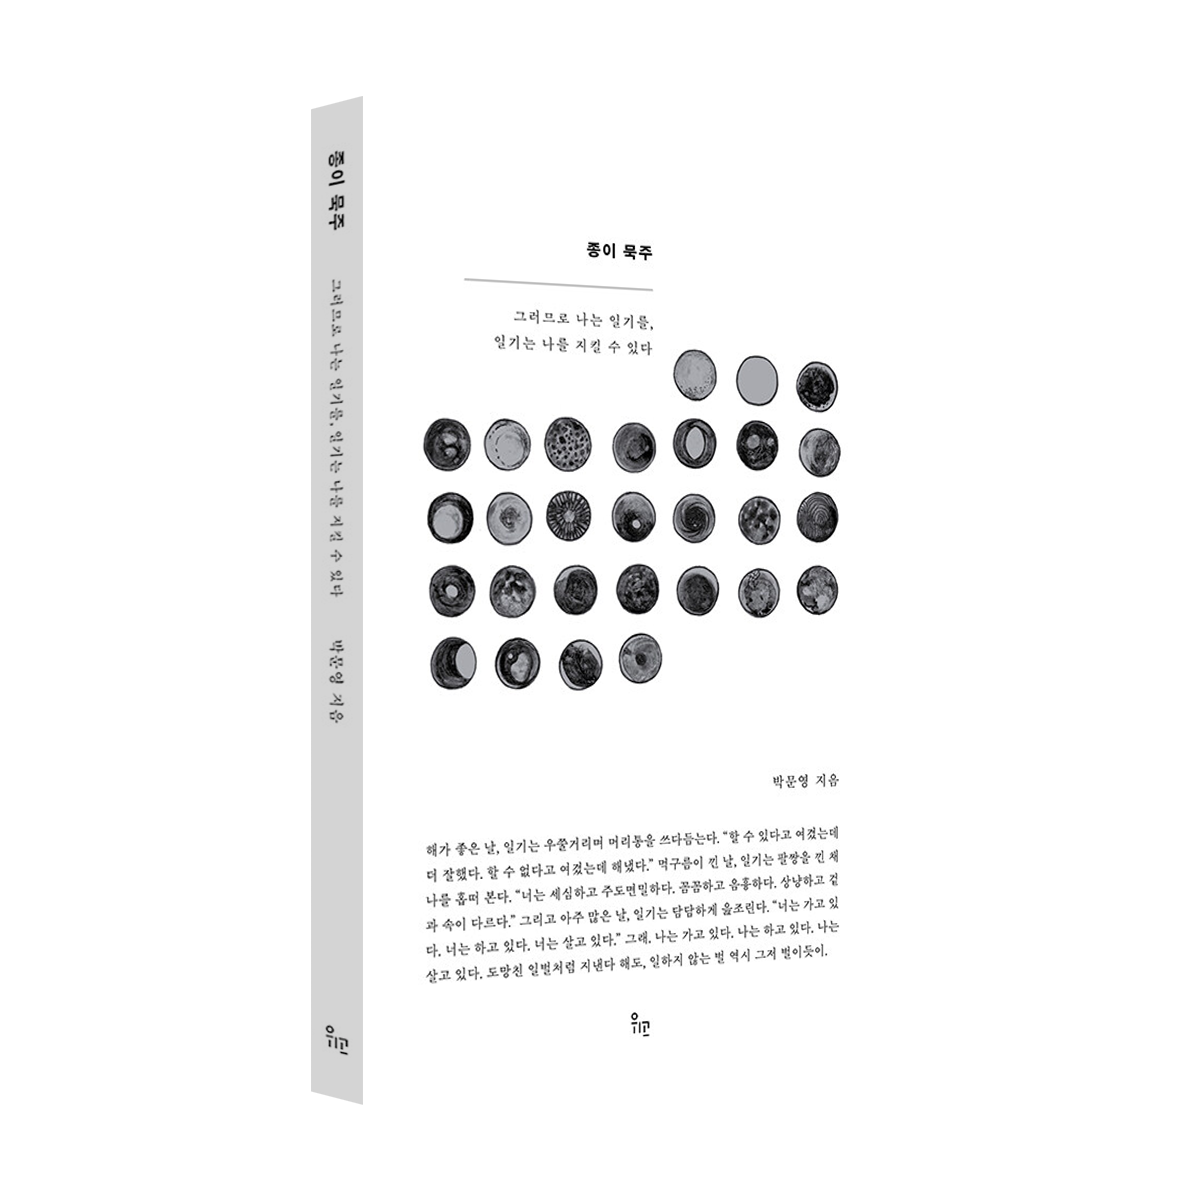 종이 묵주
그러므로 나는 일기를, 일기는 나를 지킬 수 있다
박문영 지음
위고
종이 묵주
그러므로 나는 일기를,
일기는 나를 지킬 수 있다
박문영 지음
해가 좋은 날, 일기는 우쭐거리며 머리통을 쓰다듬는다. “할 수 있다고 여겼는데
더 잘했다. 할 수 없다고 여겼는데 해냈다.” 먹구름이 낀 날, 일기는 팔짱을 낀 채
나를 흡떠 본다. “너는 세심하고 주도면밀하다. 꼼꼼하고 음흉하다. 상냥하고 겉
과 속이 다르다.” 그리고 아주 많은 날, 일기는 담담하게 읊조린다. “너는 가고 있
다. 너는 하고 있다. 너는 살고 있다.” 그래. 나는 가고 있다. 나는 하고 있다. 나는
살고 있다. 도망친 일벌처럼 지낸다 해도, 일하지 않는 벌 역시 그저 벌이듯이.
위고